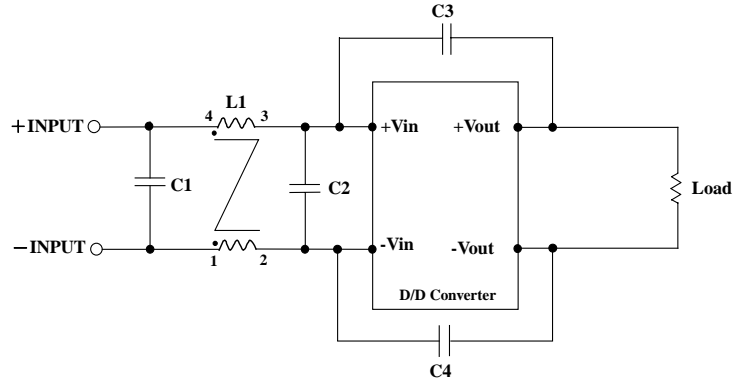 C3
L1
4 3
+INPUT
+Vin
+Vout
C1
C2
Load
−INPUT
-Vin
-Vout
1 2
D/D Converter
C4